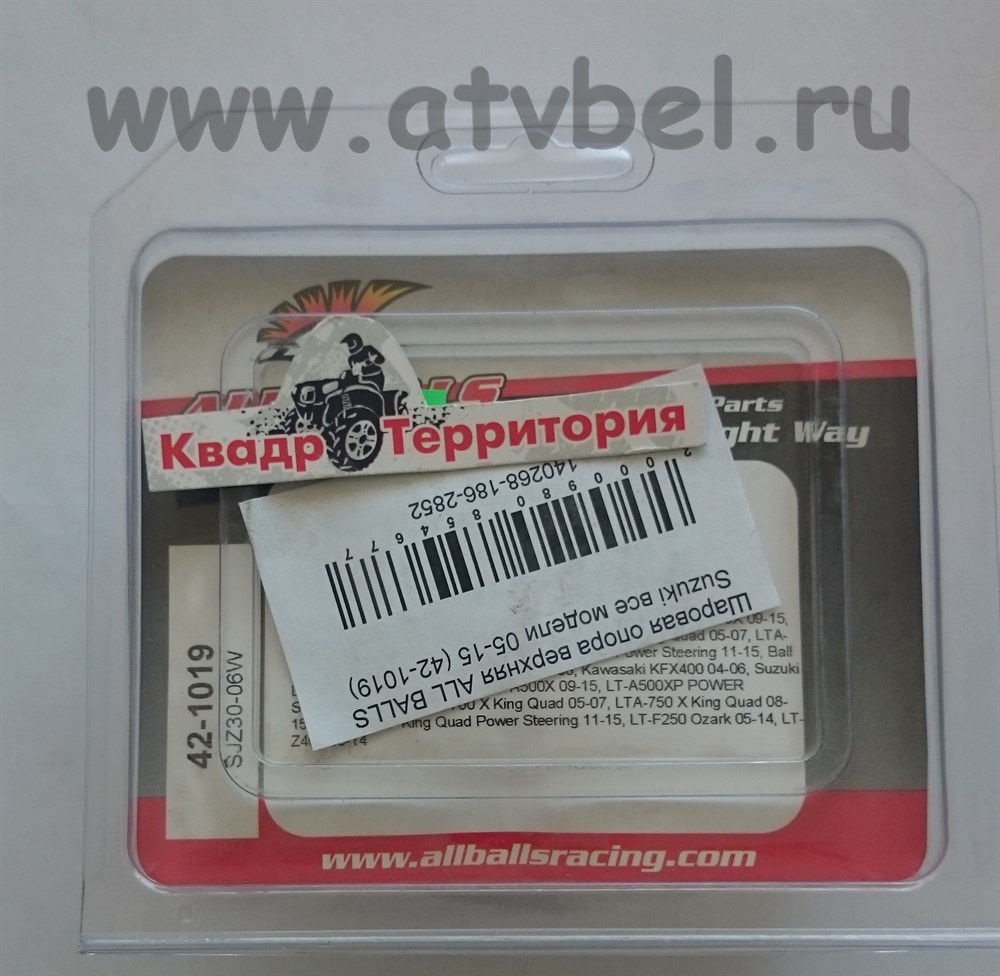 www.atvbel.ru
Parts
ght Way
Квадр Территория
140268-186-2852
Шаровая опора верхняя ALL BALLS
Suzuki все модели 05-15 (42-1019)
42-1019
SJZ30-06W
09-15,
uad 05-07, LTA-
ower Steering 11-15, Ball
Kawasaki KFX400 04-06, Suzuki
A500X 09-15, LT-A500XP POWER
X King Quad 05-07, LTA-750 X King Quad 08-
15 King Quad Power Steering 11-15, LT-F250 Ozark 05-14, LT-
www.allballsracing.com